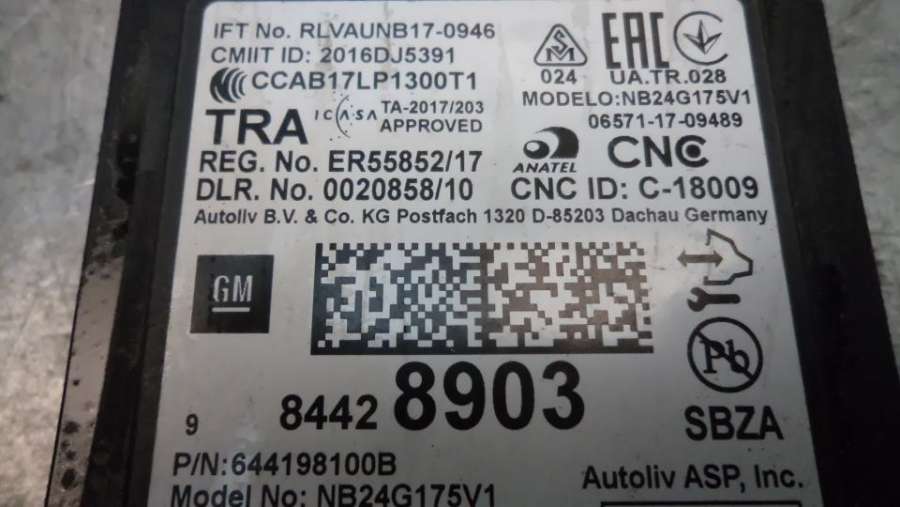 IFT No. RLVAUNB17-0946
CMIIT ID: 2016DJ5391
CCAB17LP1300T1
TRA
ICASA
TA-2017/203
APPROVED
REG. No. ER55852/17
DLR. No. 0020858/10
024
EAC
UA.TR.028
MODELO:NB24G175V1
06571-17-09489
ANATEL
CNC
CNC ID: C-18009
Autoliv B.V. & Co. KG Postfach 1320 D-85203 Dachau Germany
GM
Pb
9 8442 8903
SBZA
P/N:644198100B
Autoliv ASP, Inc.
Model No: NB24G175V1